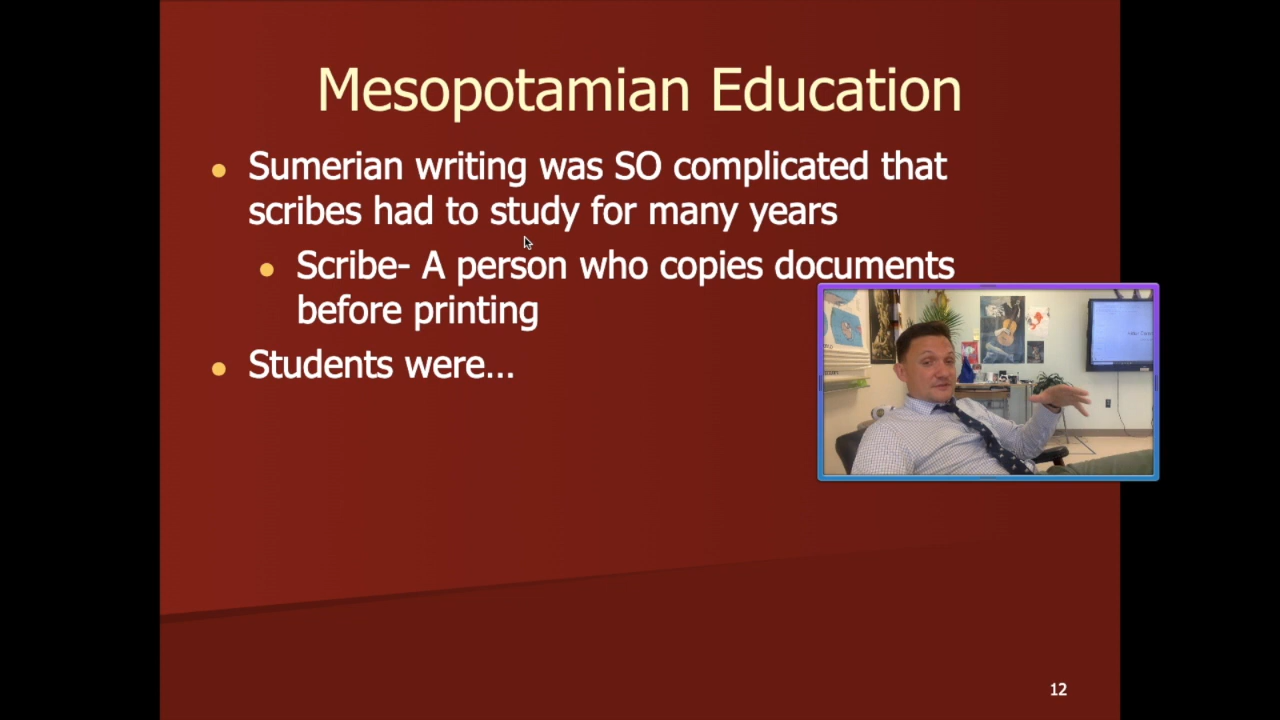 Mesopotamian Education
Sumerian writing was SO complicated that
scribes had to study for many years
Scribe- A person who copies documents
before printing
Students were...
12